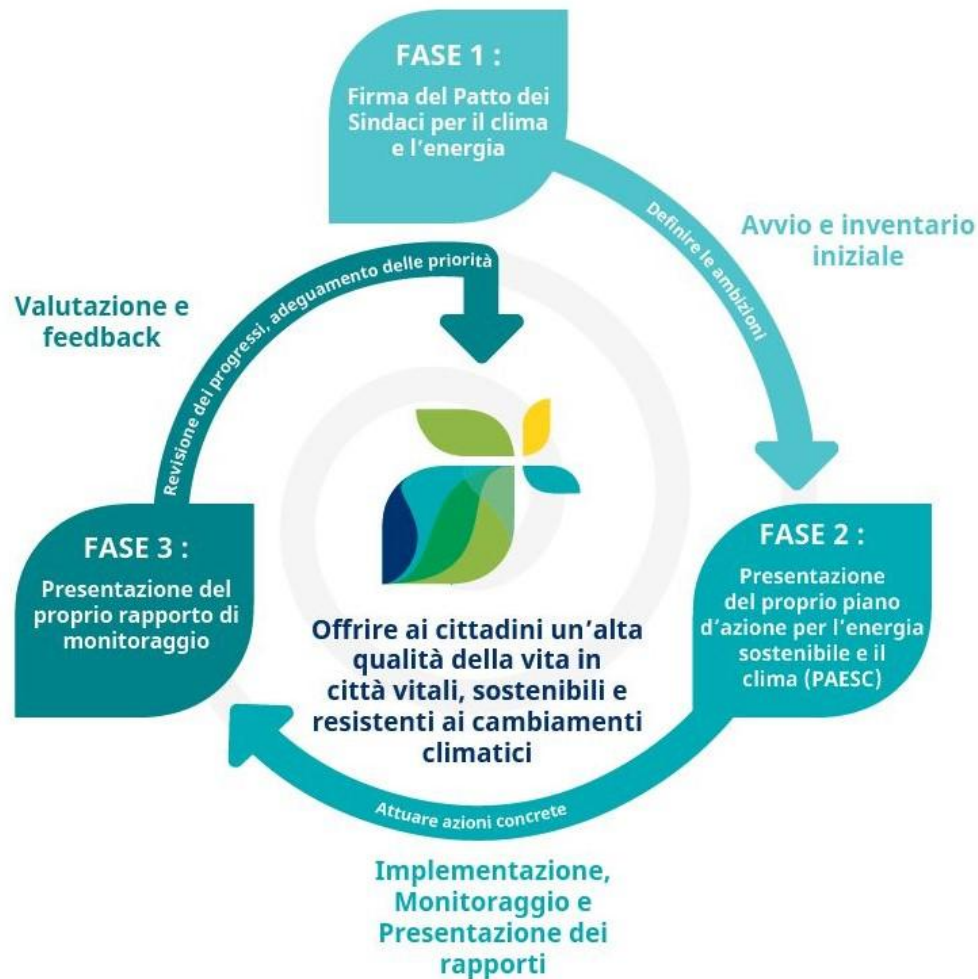 FASE 1 :
Firma del Patto dei
Sindaci per il clima
e l'energia
Definire le ambizioni
Avvio e inventario
iniziale
FASE 2 :
Presentazione
del proprio piano
d'azione per l'energia
sostenibile e il
clima (PAESC)
Attuare azioni concrete
Implementazione,
Monitoraggio e
Presentazione dei
rapporti
FASE 3 :
Presentazione del
proprio rapporto di
monitoraggio
Revisione dei progressi, adeguamento delle priorità
Valutazione e
feedback
Offrire ai cittadini un'alta
qualità della vita in
città vitali, sostenibili e
resistenti ai cambiamenti
climatici